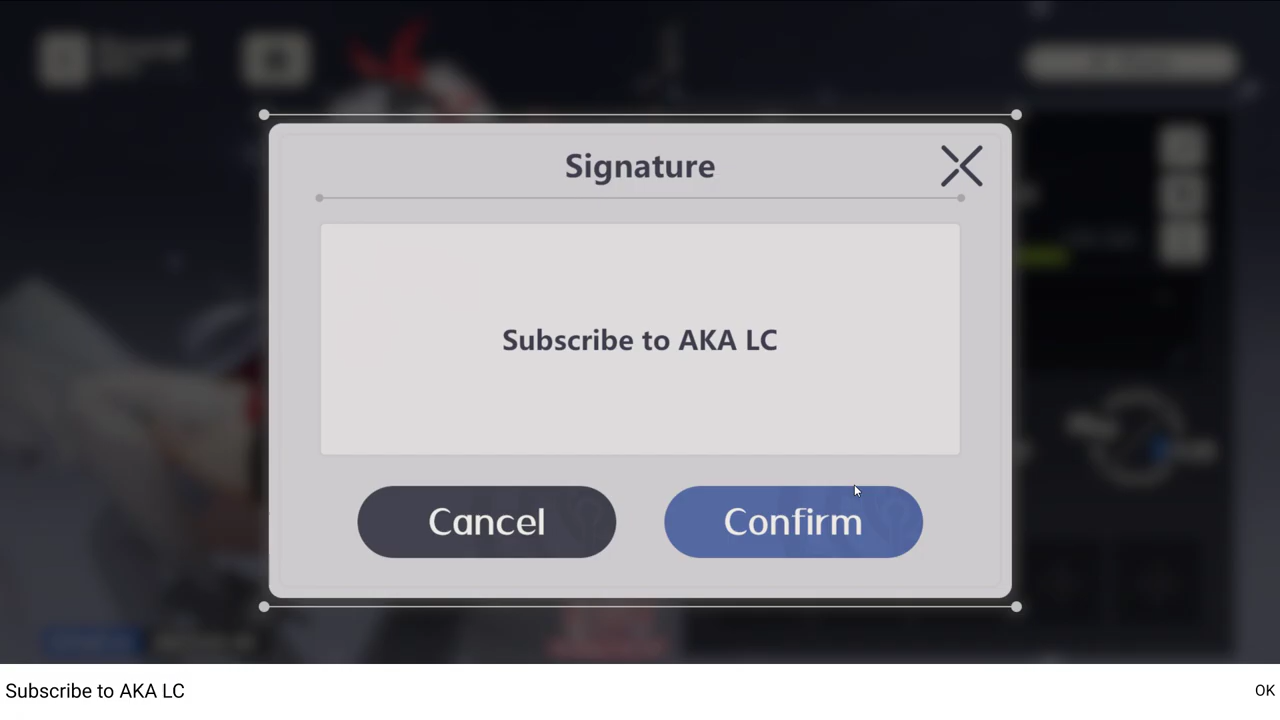 Signature
Subscribe to AKA LC
Cancel
Confirm
Subscribe to AKA LC
OK